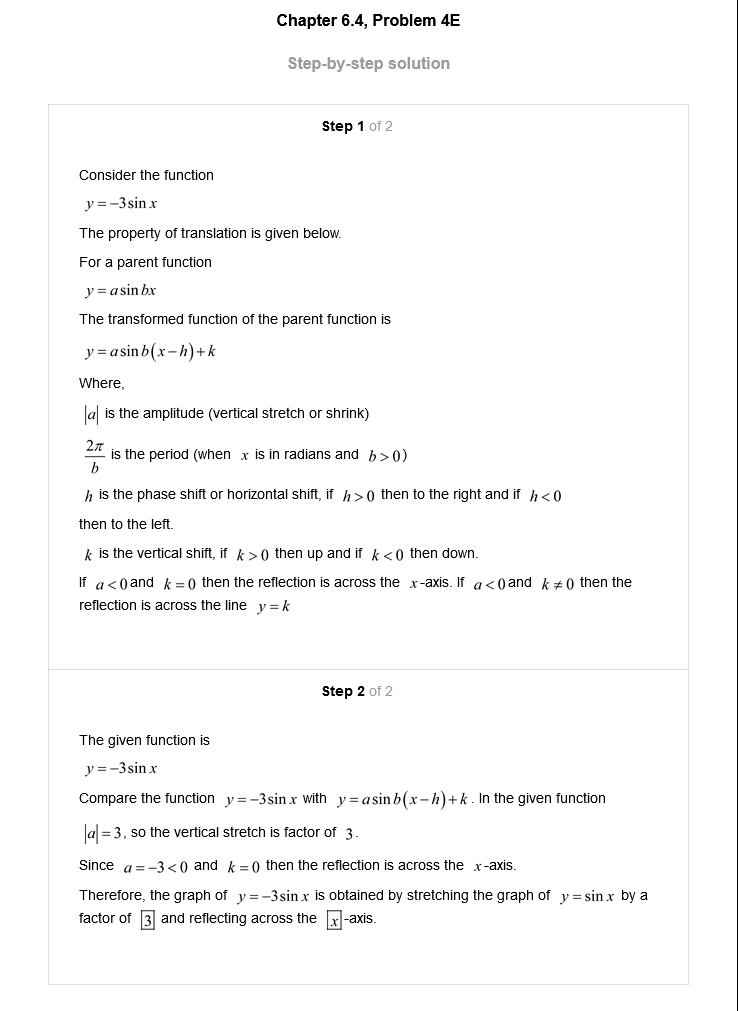 Chapter 6.4, Problem 4E
Step-by-step solution
Step 1 of 2
Consider the function
y = −3 sin x
The property of translation is given below.
For a parent function
y = a sin bx
The transformed function of the parent function is
y = a sin b(x − h) + k
Where,
|a| is the amplitude (vertical stretch or shrink)
2π/b is the period (when x is in radians and b > 0)
h is the phase shift or horizontal shift, if h > 0 then to the right and if h < 0
then to the left.
k is the vertical shift, if k > 0 then up and if k < 0 then down.
If a < 0 and k = 0 then the reflection is across the x-axis. If a < 0 and k ≠ 0 then the
reflection is across the line y = k
Step 2 of 2
The given function is
y = −3 sin x
Compare the function y = −3 sin x with y = a sin b(x − h) + k. In the given function
|a| = 3, so the vertical stretch is factor of 3.
Since a = −3 < 0 and k = 0 then the reflection is across the x-axis.
Therefore, the graph of y = −3 sin x is obtained by stretching the graph of y = sin x by a
factor of 3 and reflecting across the x-axis.